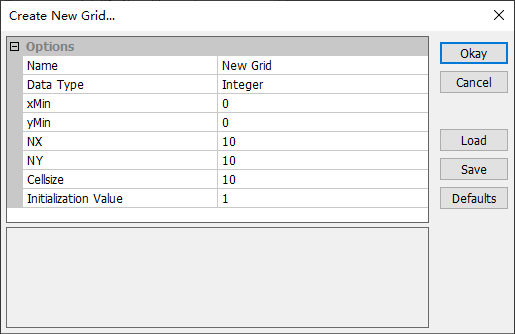 Create New Grid...
Options
Name New Grid
Data Type Integer
xMin 0
yMin 0
NX 10
NY 10
Cellsize 10
Initialization Value 1
Okay
Cancel
Load
Save
Defaults